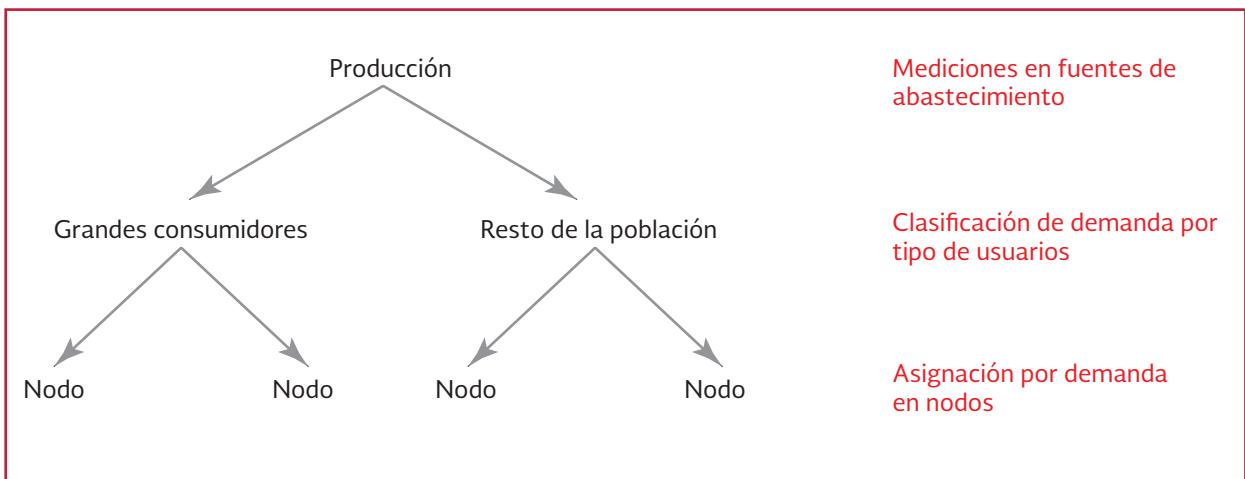 Producción
Mediciones en fuentes de
abastecimiento
Grandes consumidores
Resto de la población
Clasificación de demanda por
tipo de usuarios
Nodo
Nodo
Nodo
Nodo
Asignación por demanda
en nodos